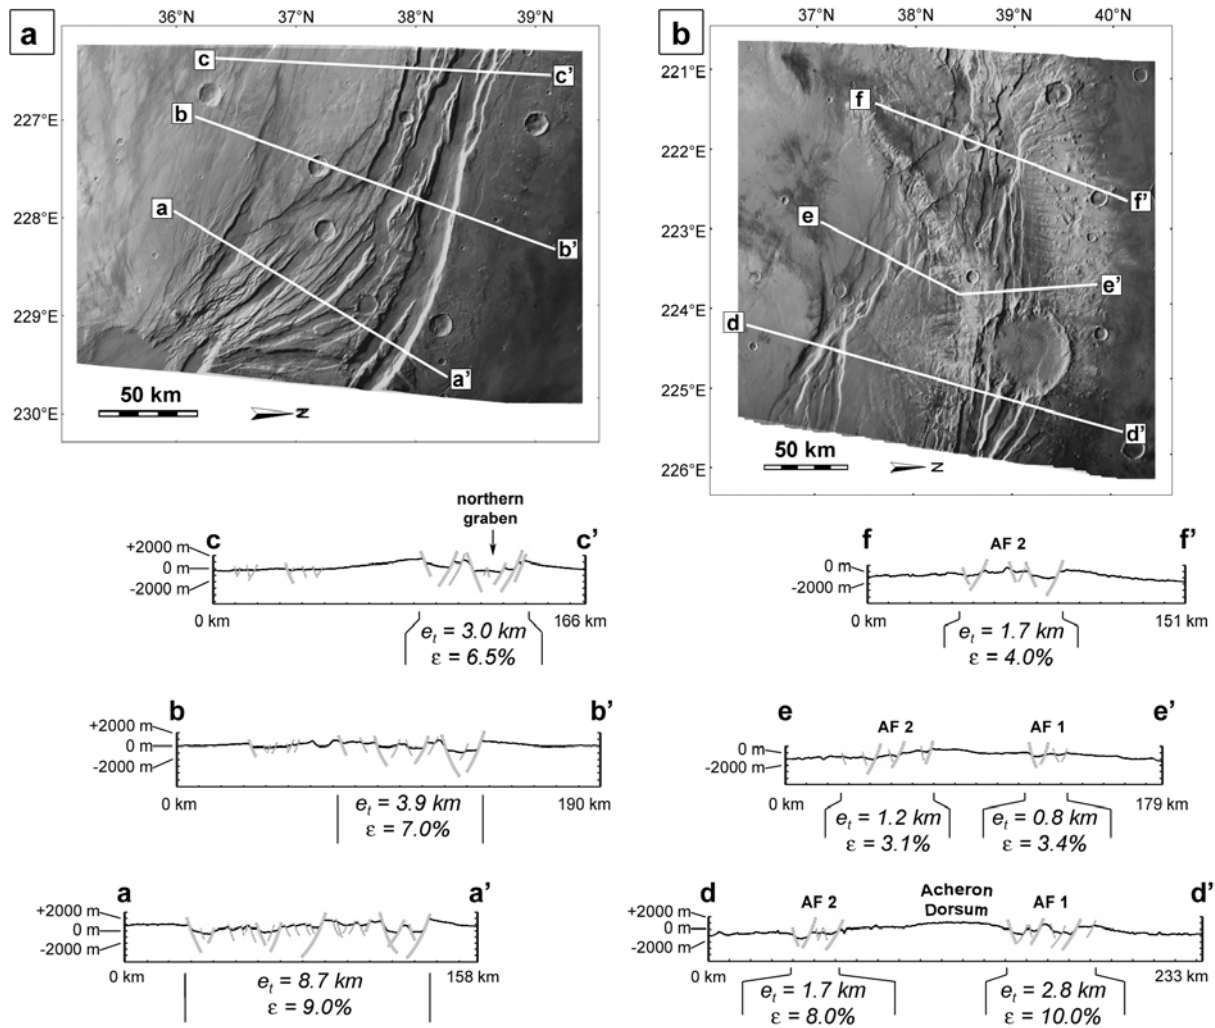 a
36°N 37°N 38°N 39°N
227°E
228°E
229°E
230°E
c c'
b b'
a a'
50 km
N
b
37°N 38°N 39°N 40°N
221°E
222°E
223°E
224°E
225°E
226°E
f f'
e e'
d d'
50 km
N
northern
graben
c c'
+2000 m
0 m
-2000 m
0 km 166 km
et = 3.0 km
ε = 6.5%
b b'
+2000 m
0 m
-2000 m
0 km 190 km
et = 3.9 km
ε = 7.0%
a a'
+2000 m
0 m
-2000 m
0 km 158 km
et = 8.7 km
ε = 9.0%
f f'
AF 2
0 m
-2000 m
0 km 151 km
et = 1.7 km
ε = 4.0%
e e'
AF 2 AF 1
0 m
-2000 m
0 km 179 km
et = 1.2 km et = 0.8 km
ε = 3.1% ε = 3.4%
d d'
Acheron
Dorsum
AF 2 AF 1
+2000 m
0 m
-2000 m
0 km 233 km
et = 1.7 km et = 2.8 km
ε = 8.0% ε = 10.0%